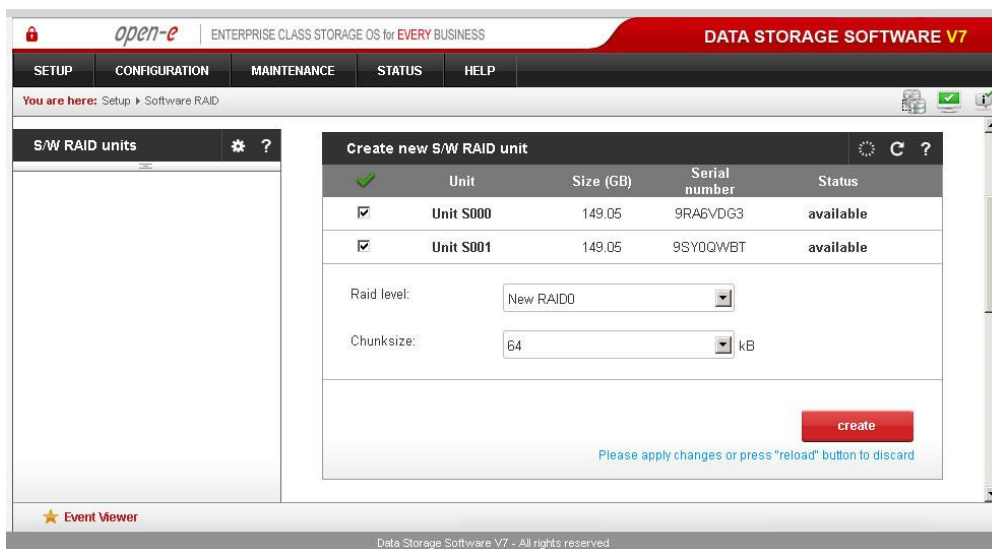 open-e ENTERPRISE CLASS STORAGE OS for EVERY BUSINESS DATA STORAGE SOFTWARE V7
SETUP CONFIGURATION MAINTENANCE STATUS HELP
You are here: Setup Software RAID
S/W RAID units ?
Create new S/W RAID unit ?
Unit Size (GB) Serial number Status
Unit S000 149.05 9RA6VDG3 available
Unit S001 149.05 9SY0QWBT available
Raid level: New RAID0
Chunksize: 64 kB
create
Please apply changes or press "reload" button to discard
Event Viewer
Data Storage Software V7 - All rights reserved